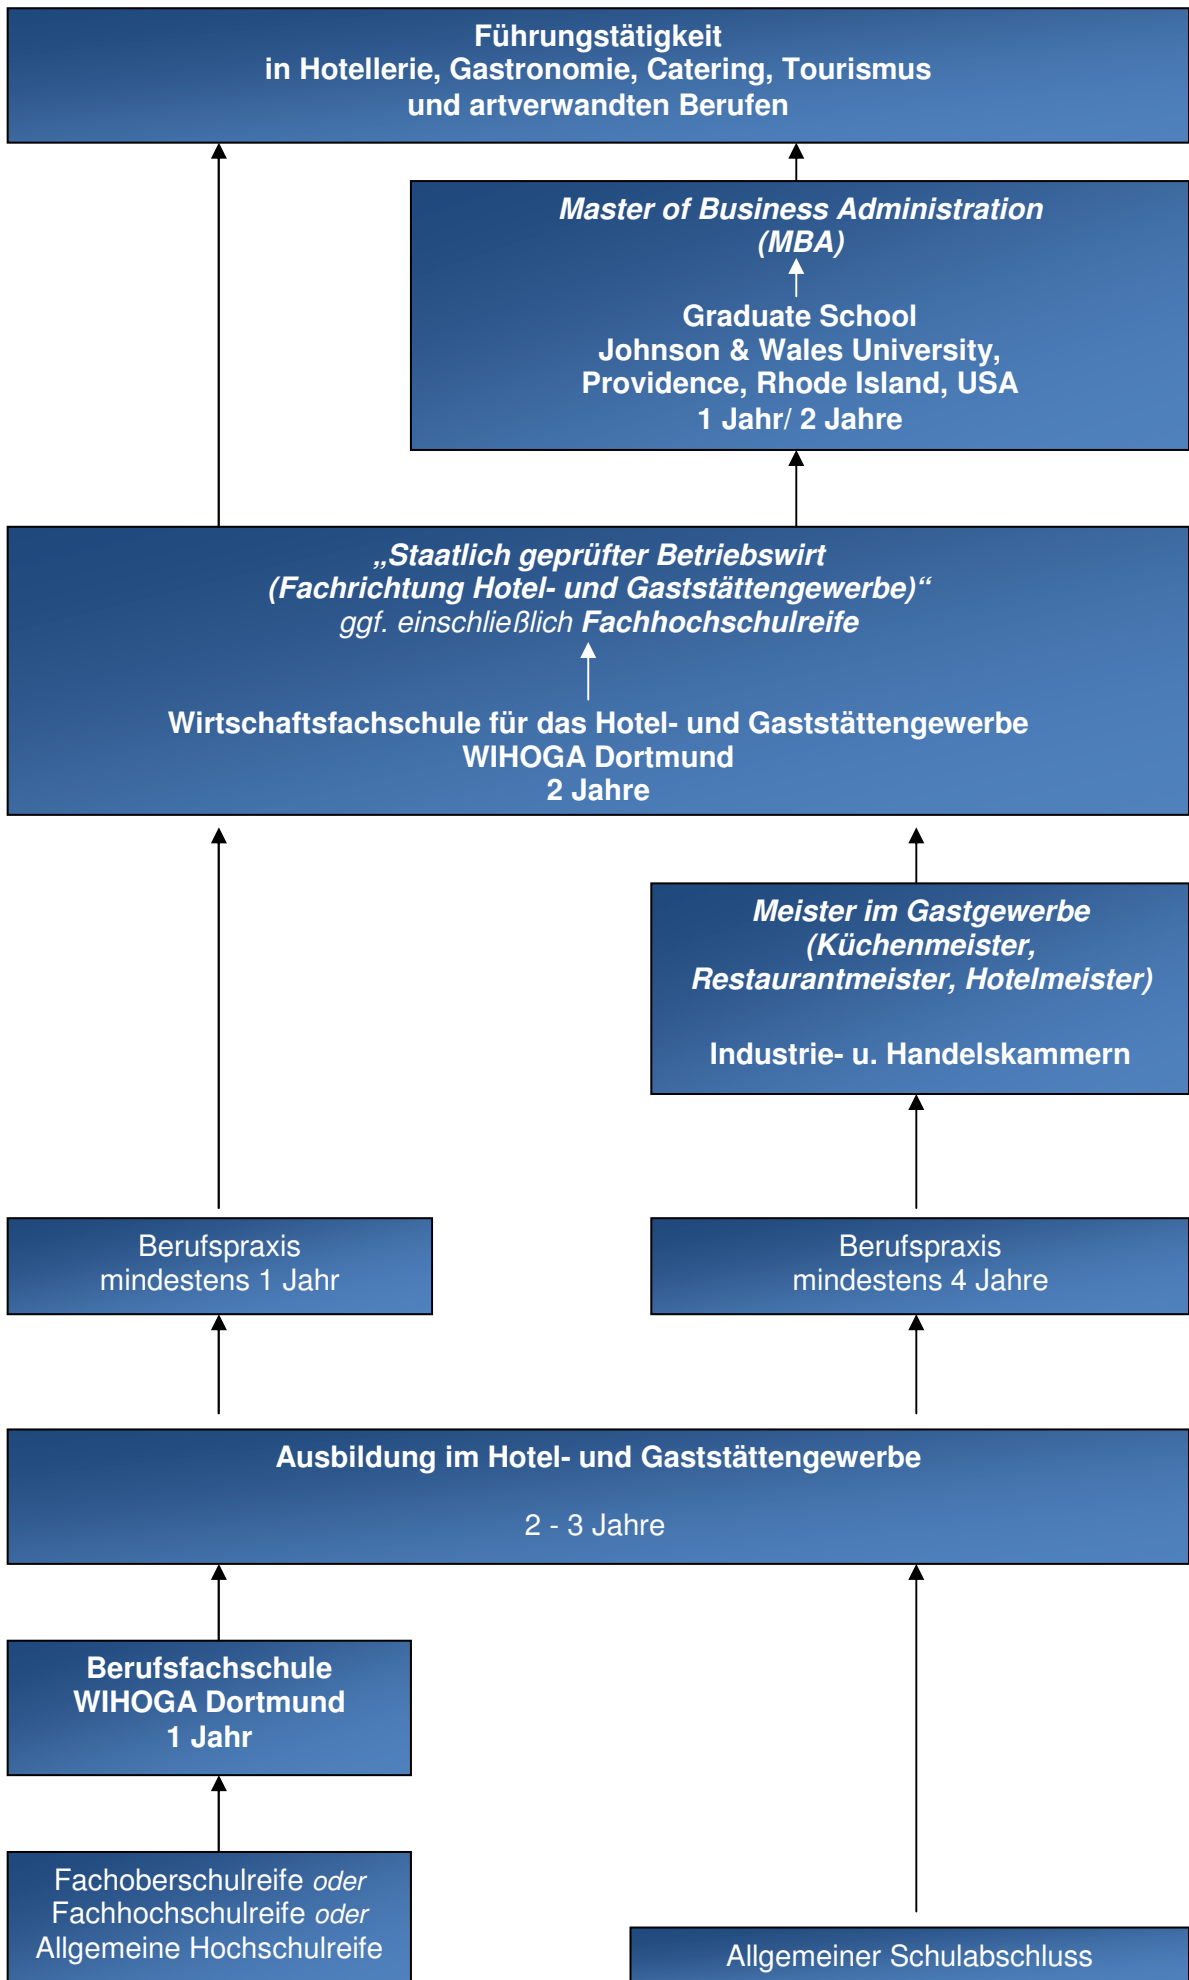 Führungstätigkeit
in Hotellerie, Gastronomie, Catering, Tourismus
und artverwandten Berufen
Master of Business Administration
(MBA)
Graduate School
Johnson & Wales University,
Providence, Rhode Island, USA
1 Jahr/ 2 Jahre
„Staatlich geprüfter Betriebswirt
(Fachrichtung Hotel- und Gaststättengewerbe)“
ggf. einschließlich Fachhochschulreife
Wirtschaftsfachschule für das Hotel- und Gaststättengewerbe
WIHOGA Dortmund
2 Jahre
Meister im Gastgewerbe
(Küchenmeister,
Restaurantmeister, Hotelmeister)
Industrie- u. Handelskammern
Berufspraxis
mindestens 1 Jahr
Berufspraxis
mindestens 4 Jahre
Ausbildung im Hotel- und Gaststättengewerbe
2 - 3 Jahre
Berufsfachschule
WIHOGA Dortmund
1 Jahr
Fachoberschulreife oder
Fachhochschulreife oder
Allgemeine Hochschulreife
Allgemeiner Schulabschluss